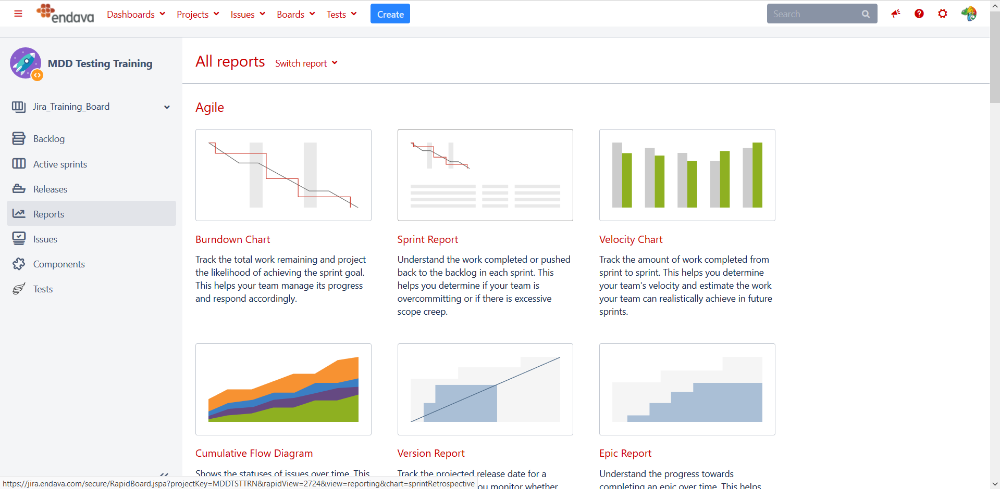 endava
Dashboards
Projects
Issues
Boards
Tests
Create
Search
MDD Testing Training
Jira_Training_Board
Backlog
Active sprints
Releases
Reports
Issues
Components
Tests
All reports
Switch report
Agile
Burndown Chart
Track the total work remaining and project
the likelihood of achieving the sprint goal.
This helps your team manage its progress
and respond accordingly.
Sprint Report
Understand the work completed or pushed
back to the backlog in each sprint. This
helps you determine if your team is
overcommitting or if there is excessive
scope creep.
Velocity Chart
Track the amount of work completed from
sprint to sprint. This helps you determine
your team's velocity and estimate the work
your team can realistically achieve in future
sprints.
Cumulative Flow Diagram
Shows the statuses of issues over time. This
Version Report
Track the projected release date for a
ou monitor whether
Epic Report
Understand the progress towards
completing an epic over time. This helps
https://jira.endava.com/secure/RapidBoard.jspa?projectKey=MDDTSTTRN&rapidView=2724&view=reporting&chart=sprintRetrospective